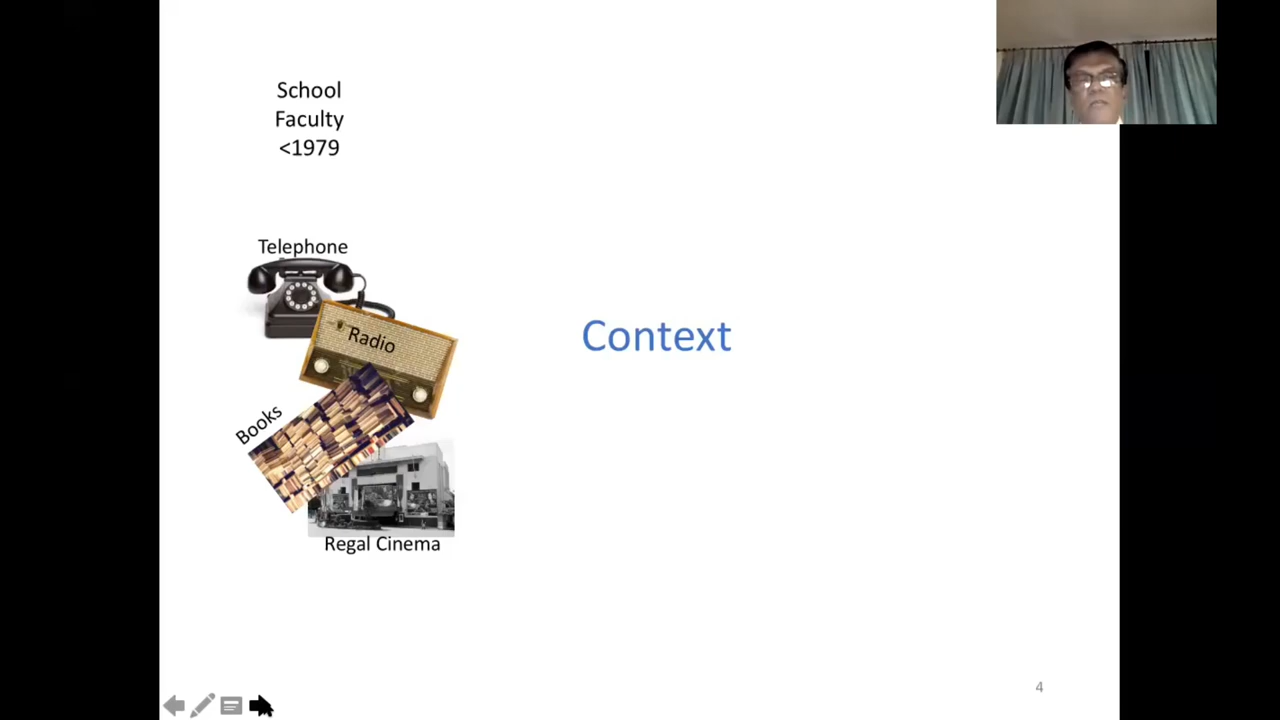 School
Faculty
<1979
Telephone
Radio
Context
Books
Regal Cinema
4